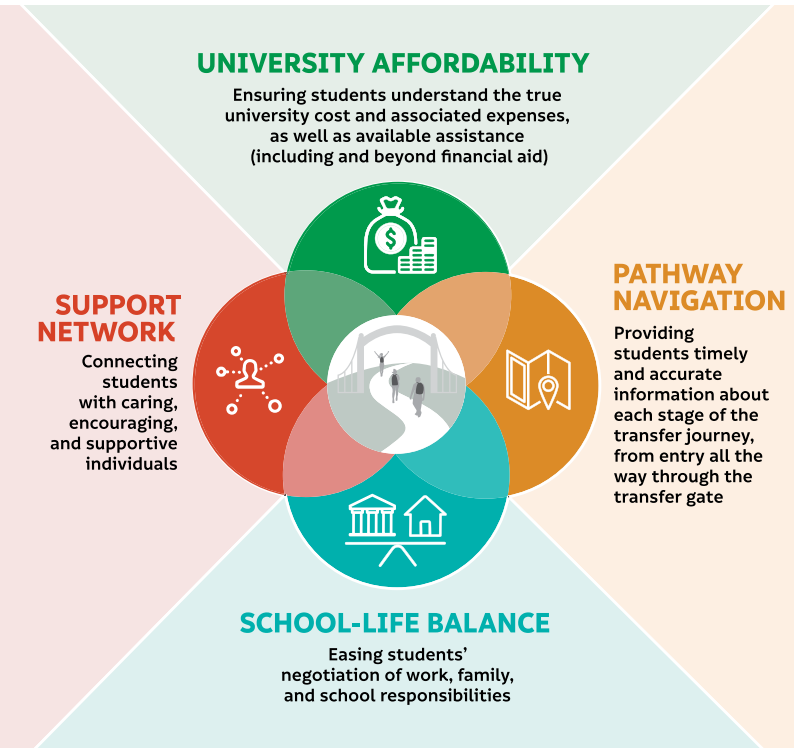 UNIVERSITY AFFORDABILITY
Ensuring students understand the true
university cost and associated expenses,
as well as available assistance
(including and beyond financial aid)
$
SUPPORT
NETWORK
Connecting
students
with caring,
encouraging,
and supportive
individuals
PATHWAY
NAVIGATION
Providing
students timely
and accurate
information about
each stage of the
transfer journey,
from entry all the
way through the
transfer gate
SCHOOL-LIFE BALANCE
Easing students’
negotiation of work, family,
and school responsibilities